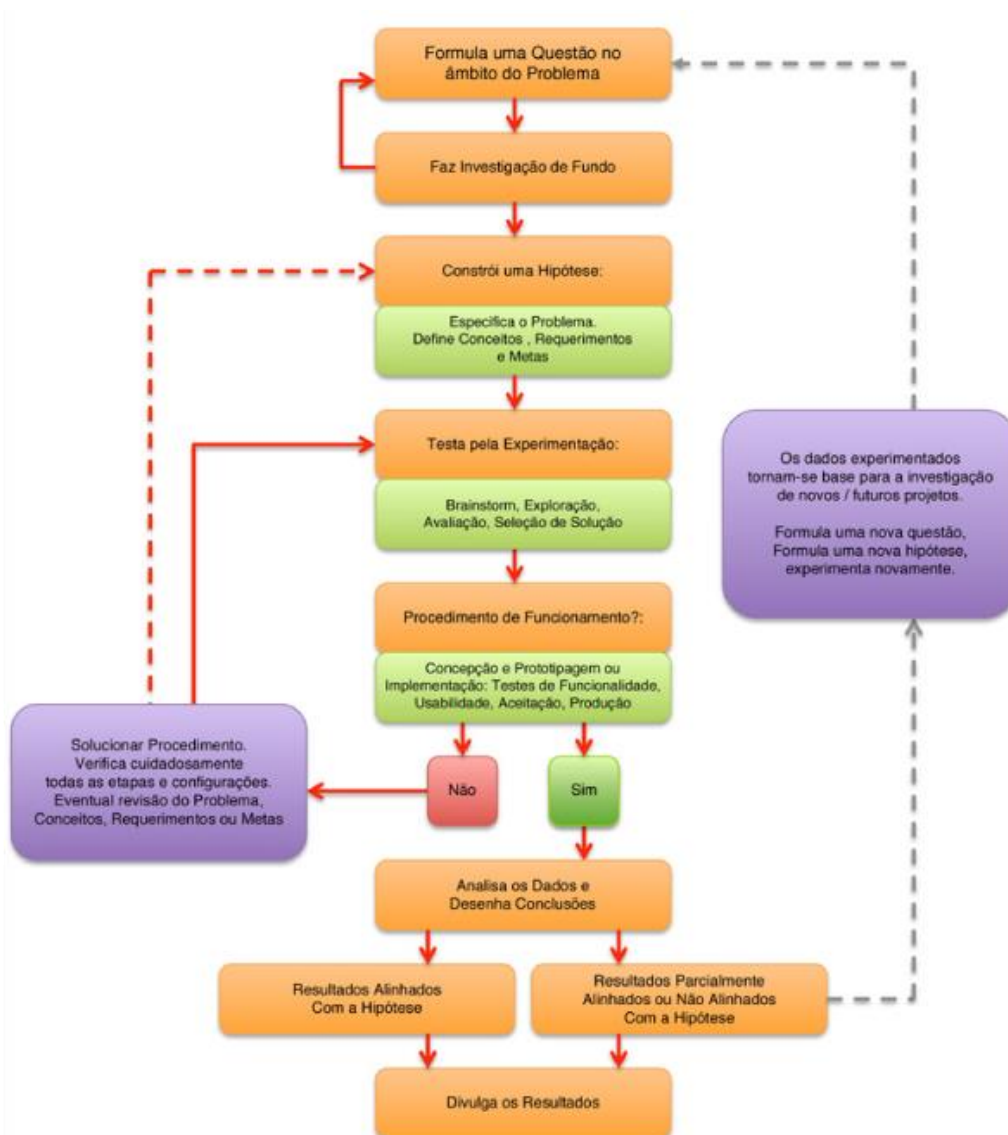 Formula uma Questão no
âmbito do Problema
Faz Investigação de Fundo
Constrói uma Hipótese:
Especifica o Problema.
Define Conceitos , Requerimentos
e Metas
Testa pela Experimentação:
Brainstorm, Exploração,
Avaliação, Seleção de Solução
Os dados experimentados
tornam-se base para a investigação
de novos / futuros projetos.
Formula uma nova questão,
Formula uma nova hipótese,
experimenta novamente.
Procedimento de Funcionamento?:
Concepção e Prototipagem ou
Implementação: Testes de Funcionalidade,
Usabilidade, Aceitação, Produção
Solucionar Procedimento.
Verifica cuidadosamente
todas as etapas e configurações.
Eventual revisão do Problema,
Conceitos, Requerimentos ou Metas
Não
Sim
Analisa os Dados e
Desenha Conclusões
Resultados Alinhados
Com a Hipótese
Resultados Parcialmente
Alinhados ou Não Alinhados
Com a Hipótese
Divulga os Resultados